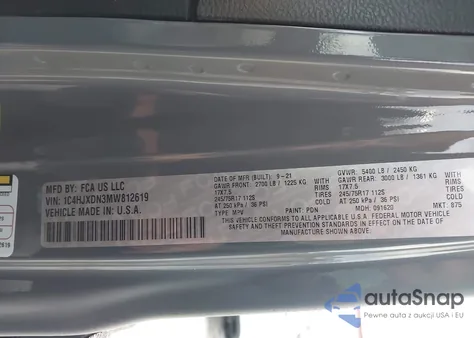 MFD BY: FCA US LLC
VIN: 1C4HJXDN3MW812619
VEHICLE MADE IN: U.S.A.
DATE OF MFR (BUILT): 9-21
GAWR FRONT: 2700 LB / 1225 KG
17X7.5 RIMS
245/75R17 112S TIRES
AT 250 kPa / 36 PSI
TYPE: MPV
PAINT: PDN
GVWR: 5400 LB / 2450 KG
GAWR REAR: 3000 LB / 1361 KG
17X7.5 RIMS
245/75R17 112S TIRES
AT 250 kPa / 36 PSI
MDH: 091620
MKT: 875
THIS VEHICLE CONFORMS TO ALL APPLICABLE U.S.A. FEDERAL MOTOR VEHICLE
SAFETY, BUMPER, AND THEFT PREVENTION STANDARDS IN EFFECT ON THE DATE OF
MANUFACTURE SHOWN ABOVE.
12619
autoSnap
Pewne auta z aukcji USA i EU